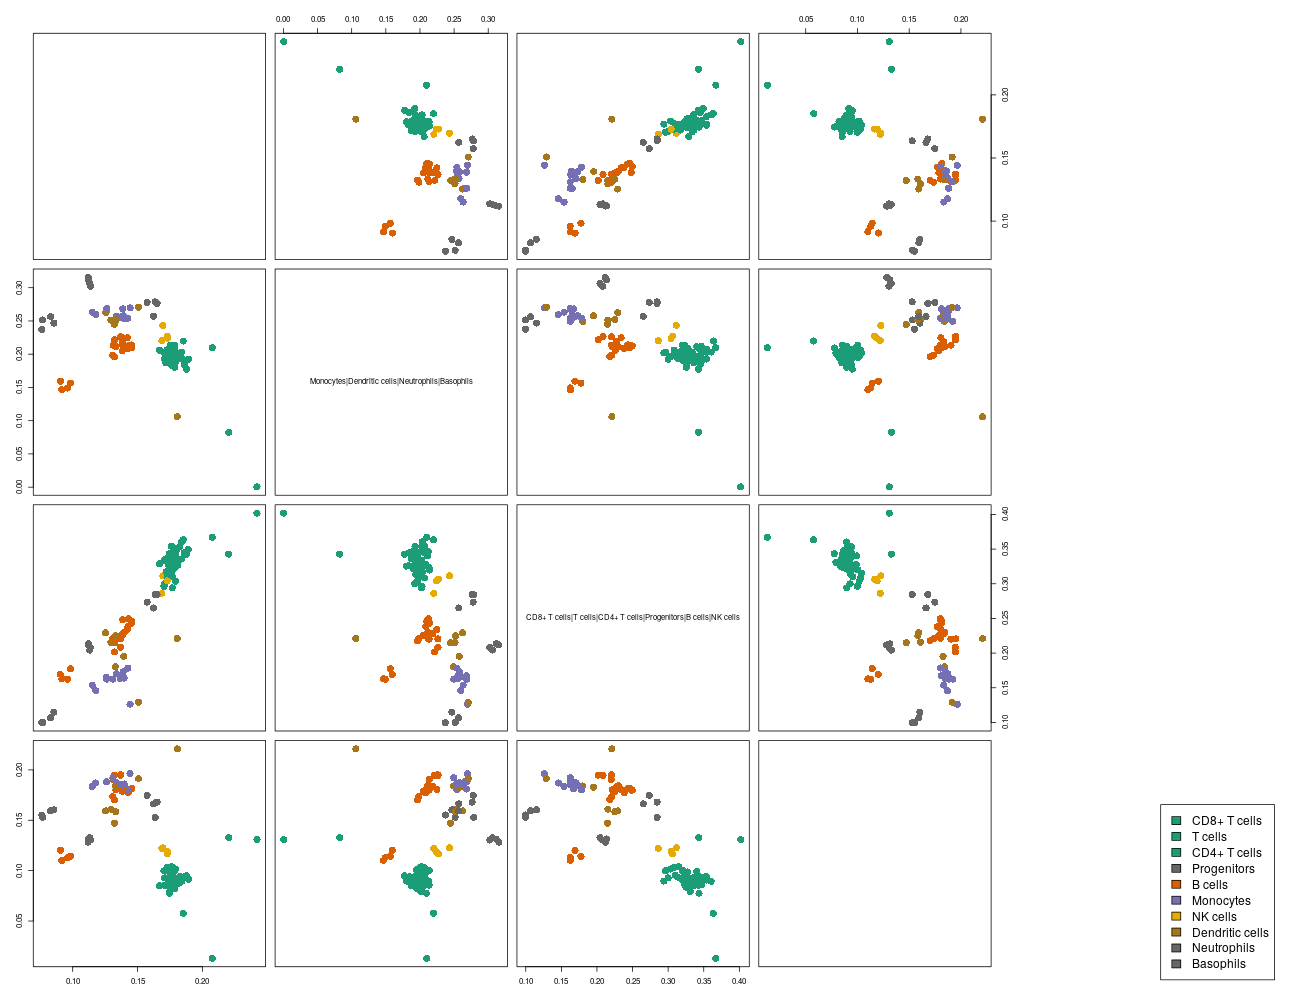 0.00 0.05 0.10 0.15 0.20 0.25 0.30
0.05 0.10 0.15 0.20
0.20
0.15
0.10
0.30
0.25
0.20
0.15
0.10
0.05
0.00
Monocytes|Dendritic cells|Neutrophils|Basophils
CD8+ T cells|T cells|CD4+ T cells|Progenitors|B cells|NK cells
0.40
0.35
0.30
0.25
0.20
0.15
0.10
0.20
0.15
0.10
0.05
0.10 0.15 0.20
0.10 0.15 0.20 0.25 0.30 0.35 0.40
CD8+ T cells
T cells
CD4+ T cells
Progenitors
B cells
Monocytes
NK cells
Dendritic cells
Neutrophils
Basophils